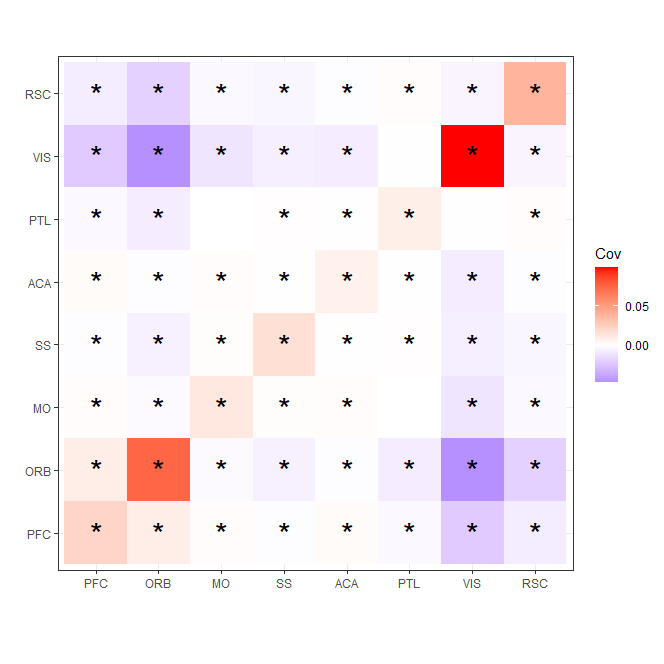 RSC * * * * * * * *
VIS * * * * * * *
PTL * * * * * *
ACA * * * * * * * *
SS * * * * * * * *
MO * * * * * * *
ORB * * * * * * * *
PFC * * * * * * * *
PFC ORB MO SS ACA PTL VIS RSC
Cov
0.05
0.00